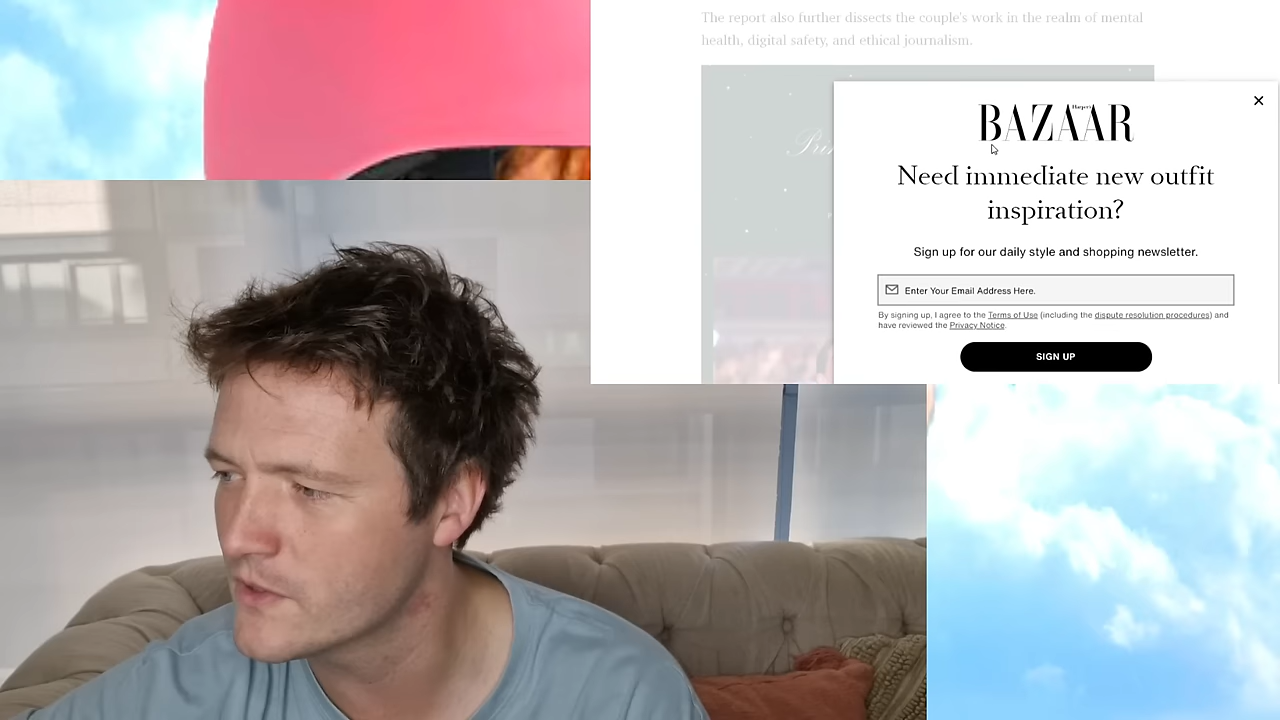 The report also further dissects the couple's work in the realm of mental
health, digital safety, and ethical journalism.
Harper's
BAZAAR
Need immediate new outfit
inspiration?
Sign up for our daily style and shopping newsletter.
Enter Your Email Address Here.
By signing up, I agree to the Terms of Use (including the dispute resolution procedures) and
have reviewed the Privacy Notice.
SIGN UP